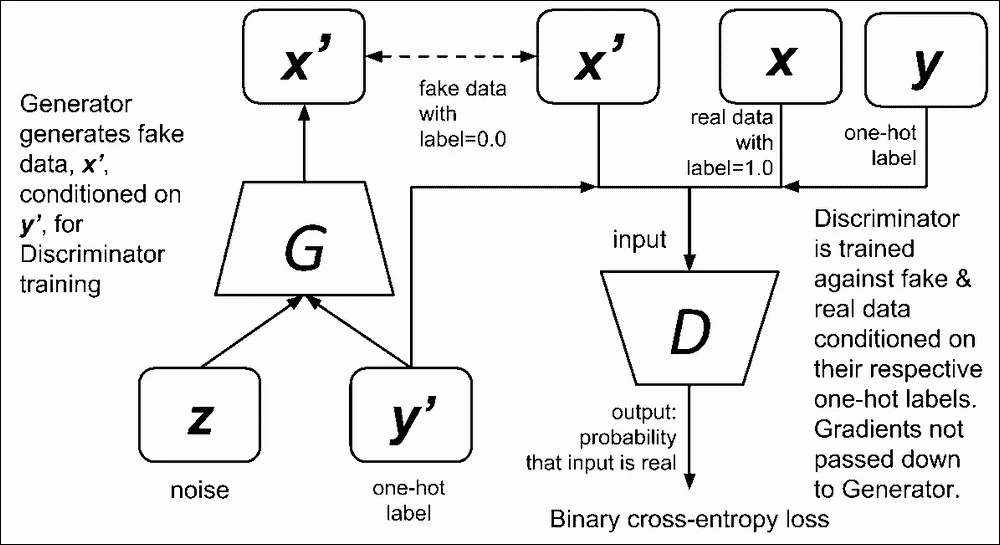 x’
x’
x
y
Generator
generates fake
data, x’,
conditioned on
y’, for
Discriminator
training
fake data
with
label=0.0
real data
with
label=1.0
one-hot
label
G
input
D
Discriminator
is trained
against fake &
real data
conditioned on
their respective
one-hot labels.
Gradients not
passed down
to Generator.
z
y’
noise
one-hot
label
output:
probability
that input is real
Binary cross-entropy loss